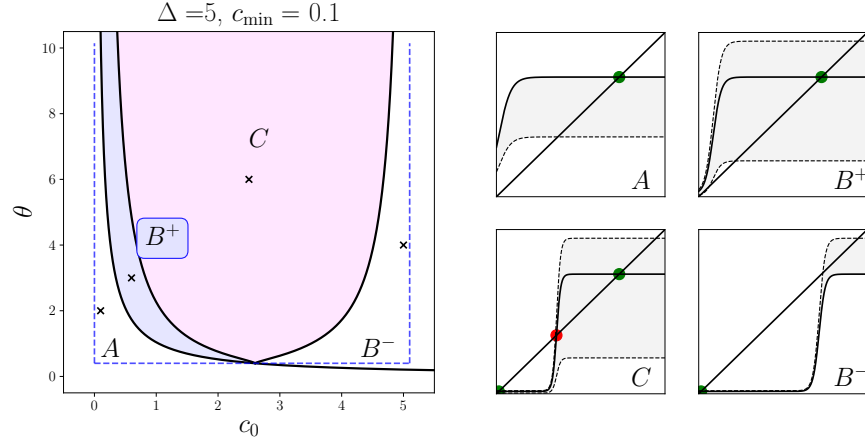 Δ =5, c_min = 0.1
10
8
6
4
2
0
θ
C
B⁺
A
B⁻
0 1 2 3 4 5
c₀
A
B⁺
C
B⁻